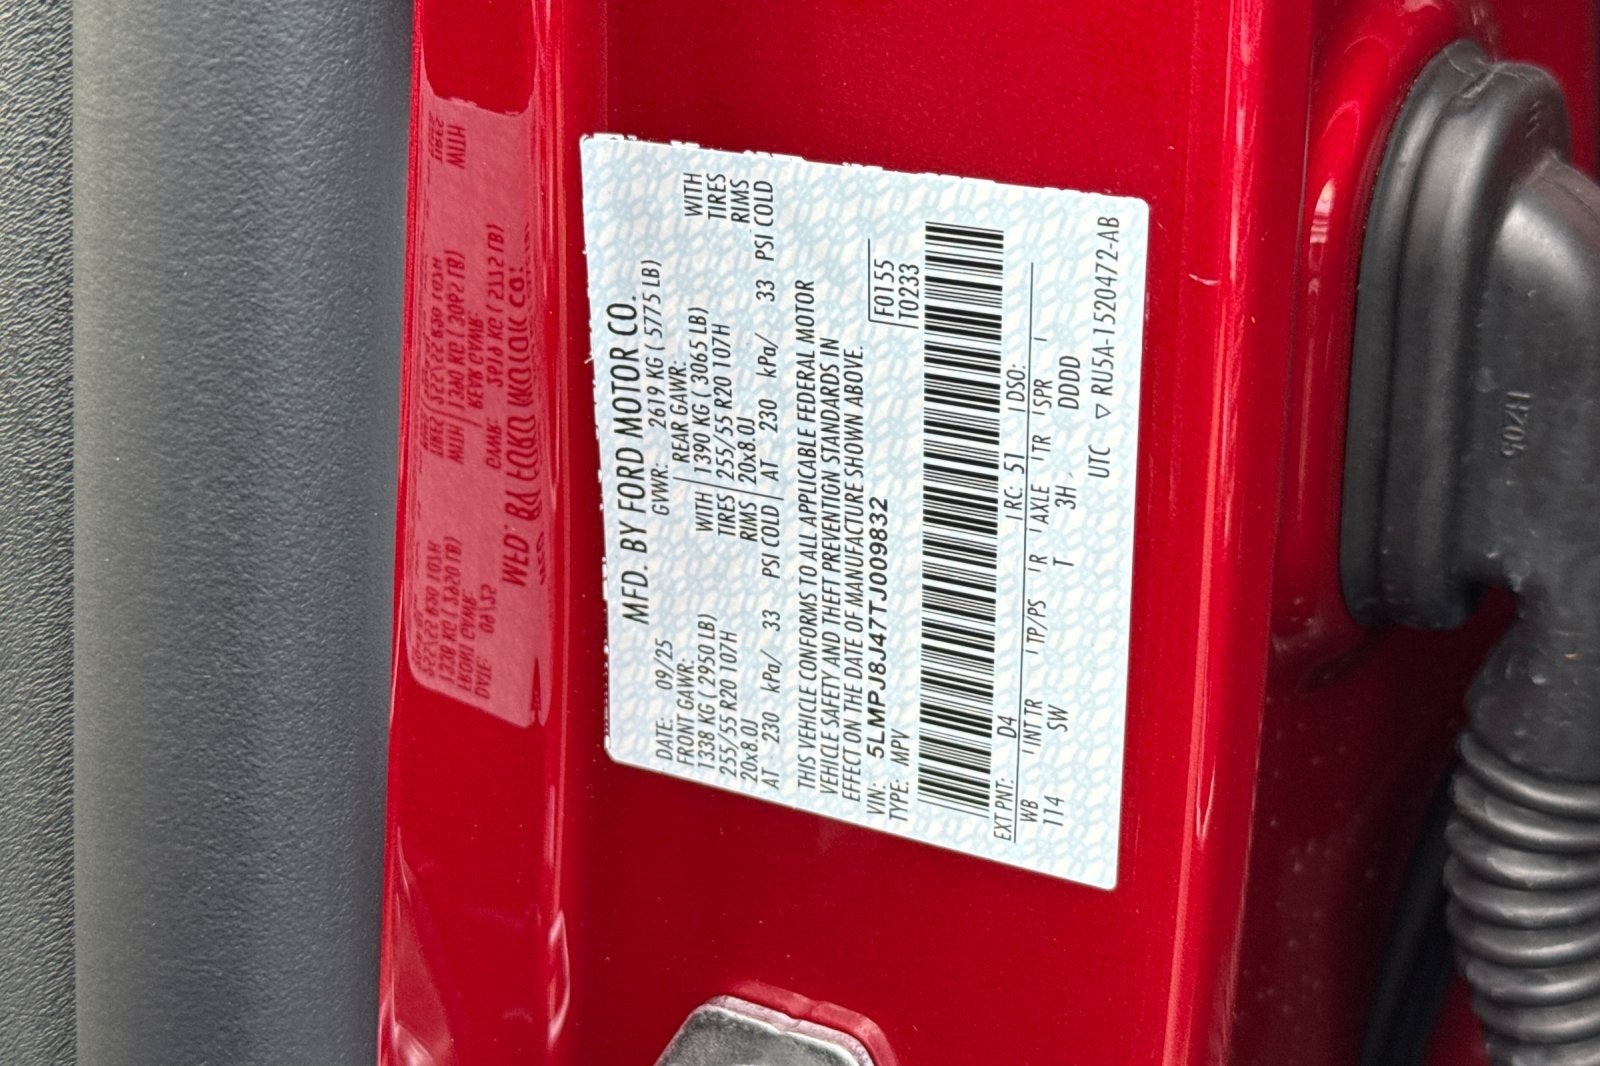 MFD. BY FORD MOTOR CO.
DATE: 09/25 GVWR: 2619 KG ( 5775 LB)
FRONT GAWR: REAR GAWR:
1338 KG ( 2950 LB) WITH 1390 KG ( 3065 LB) WITH
255/55 R20 107H TIRES 255/55 R20 107H TIRES
20x8.0J RIMS 20x8.0J RIMS
AT 230 kPa/ 33 PSI COLD AT 230 kPa/ 33 PSI COLD
THIS VEHICLE CONFORMS TO ALL APPLICABLE FEDERAL MOTOR
VEHICLE SAFETY AND THEFT PREVENTION STANDARDS IN
EFFECT ON THE DATE OF MANUFACTURE SHOWN ABOVE.
VIN: 5LMPJ8J47TJ009832 F0155
TYPE: MPV T0233
EXT PNT: D4 RC: 51 DSO:
WB INT TR TP/PS R AXLE TR SPR
114 SW T 3H DDDD
UTC ▽ RU5A-1520472-AB